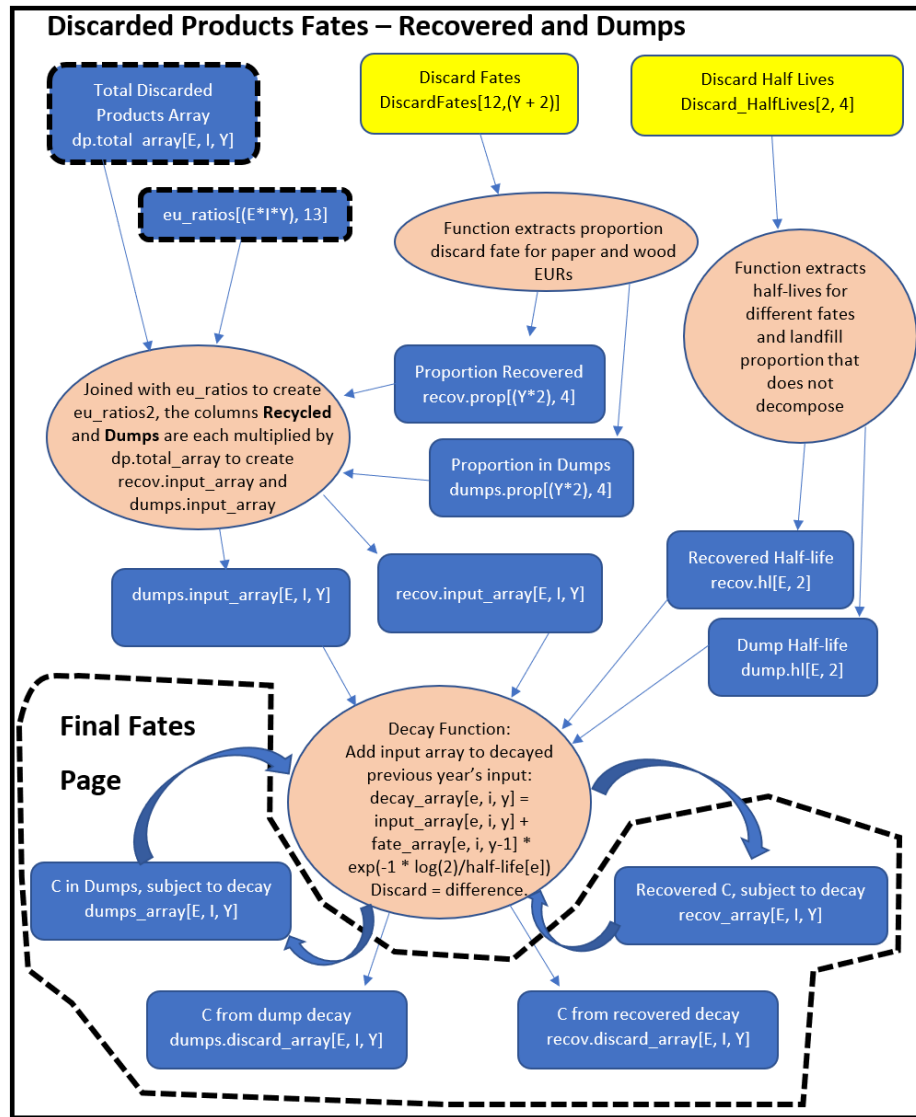 Discarded Products Fates – Recovered and Dumps
Total Discarded
Products Array
dp.total_array[E, I, Y]
Discard Fates
DiscardFates[12,(Y + 2)]
Discard Half Lives
Discard_HalfLives[2, 4]
eu_ratios[(E*I*Y), 13]
Function extracts proportion
discard fate for paper and wood
EURs
Function extracts
half-lives for
different fates
and landfill
proportion that
does not
decompose
Joined with eu_ratios to create
eu_ratios2, the columns Recycled
and Dumps are each multiplied by
dp.total_array to create
recov.input_array and
dumps.input_array
Proportion Recovered
recov.prop[(Y*2), 4]
Proportion in Dumps
dumps.prop[(Y*2), 4]
dumps.input_array[E, I, Y]
recov.input_array[E, I, Y]
Recovered Half-life
recov.hl[E, 2]
Dump Half-life
dump.hl[E, 2]
Final Fates
Page
Decay Function:
Add input array to decayed
previous year’s input:
decay_array[e, i, y] =
input_array[e, i, y] +
fate_array[e, i, y-1] *
exp(-1 * log(2)/half-life[e])
Discard = difference.
C in Dumps, subject to decay
dumps_array[E, I, Y]
Recovered C, subject to decay
recov_array[E, I, Y]
C from dump decay
dumps.discard_array[E, I, Y]
C from recovered decay
recov.discard_array[E, I, Y]